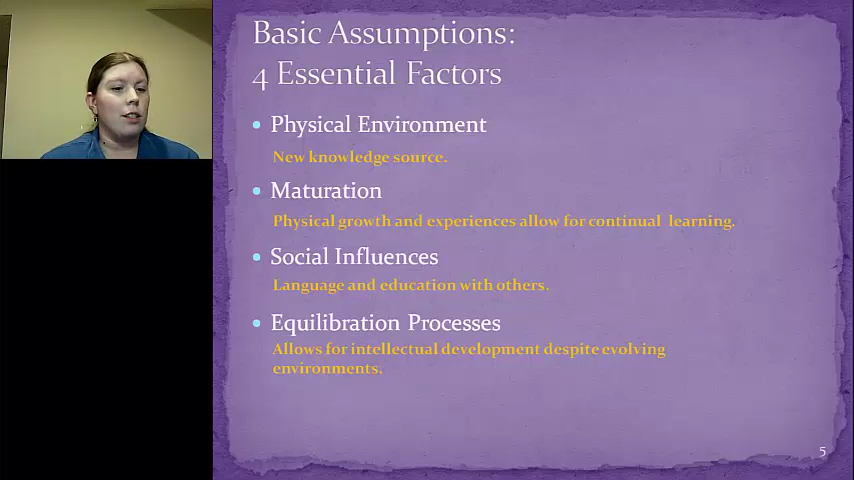 Basic Assumptions:
4 Essential Factors
• Physical Environment
New knowledge source.
• Maturation
Physical growth and experiences allow for continual learning.
• Social Influences
Language and education with others.
• Equilibration Processes
Allows for intellectual development despite evolving
environments.
5